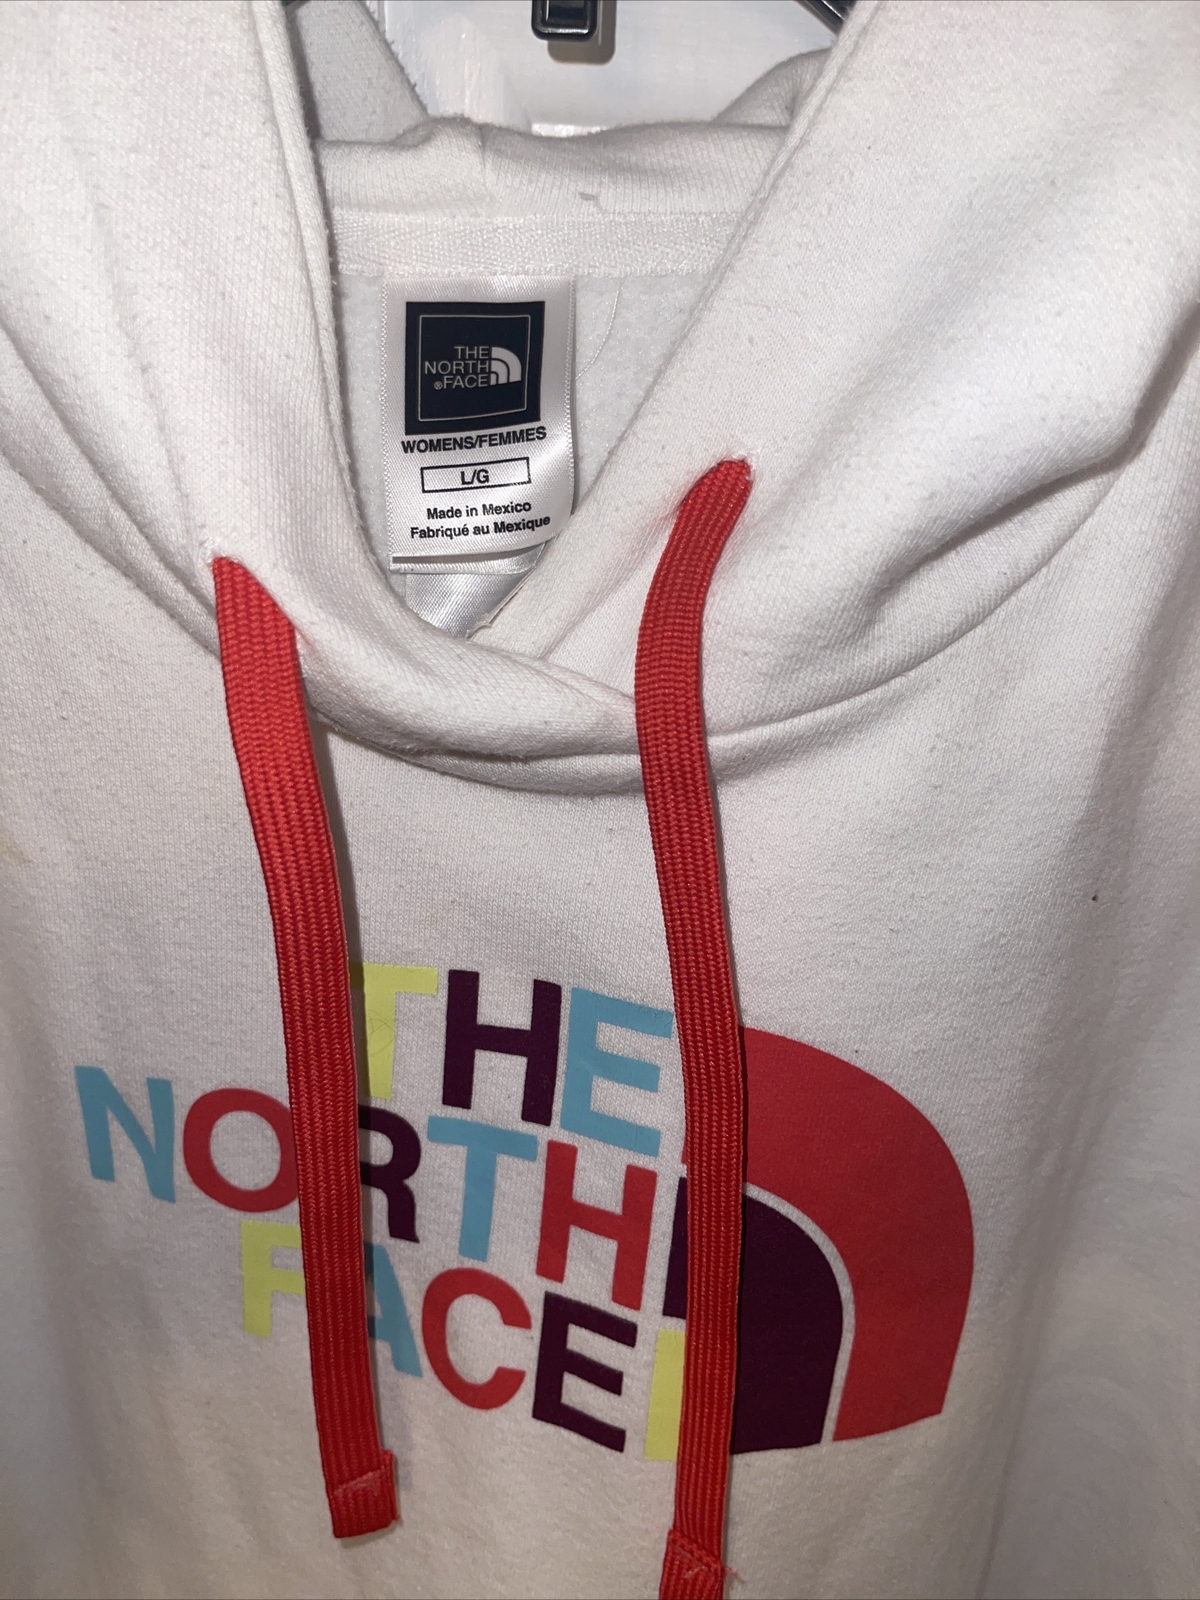 THE
NORTH
®FACE
WOMENS/FEMMES
L/G
Made in Mexico
Fabriqué au Mexique
THE
NORTH
FACE